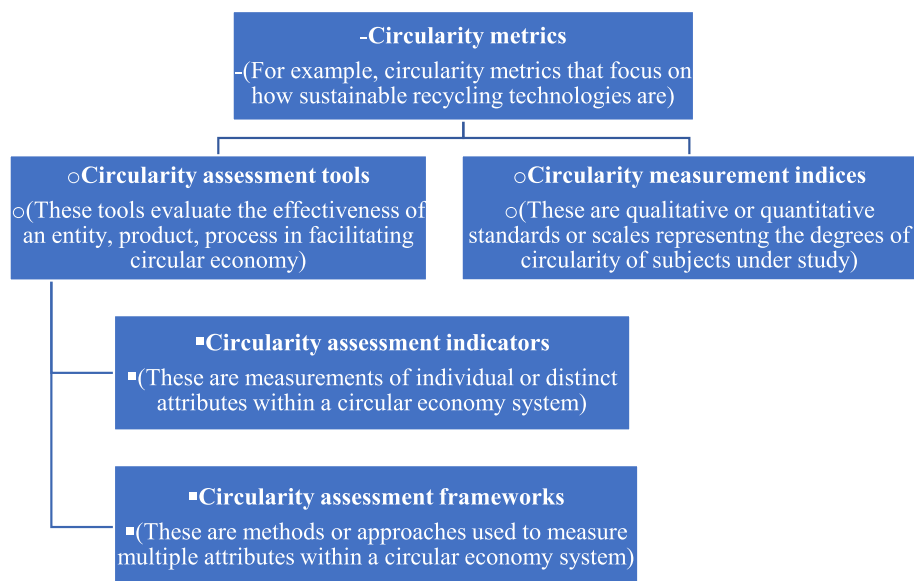 -Circularity metrics
-(For example, circularity metrics that focus on
how sustainable recycling technologies are)
oCircularity assessment tools
o(These tools evaluate the effectiveness of
an entity, product, process in facilitating
circular economy)
oCircularity measurement indices
o(These are qualitative or quantitative
standards or scales representng the degrees of
circularity of subjects under study)
▪Circularity assessment indicators
▪(These are measurements of individual or distinct
attributes within a circular economy system)
▪Circularity assessment frameworks
▪(These are methods or approaches used to measure
multiple attributes within a circular economy system)